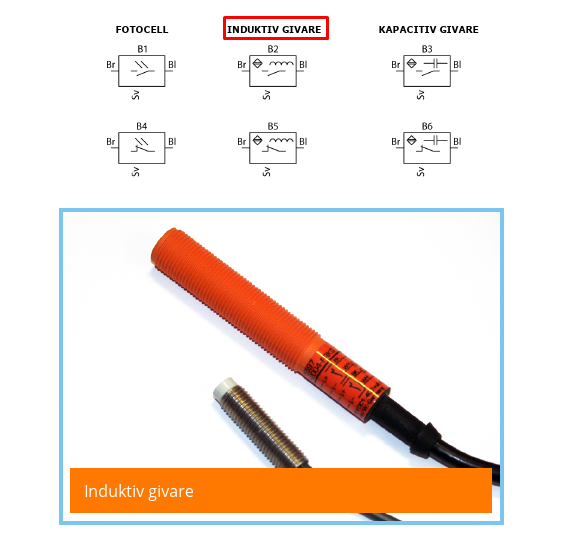 FOTOCELL INDUKTIV GIVARE KAPACITIV GIVARE
B1 B2 B3
Br Bl Br Bl Br Bl
Sv Sv Sv
B4 B5 B6
Br Bl Br Bl Br Bl
Sv Sv Sv
Induktiv givare